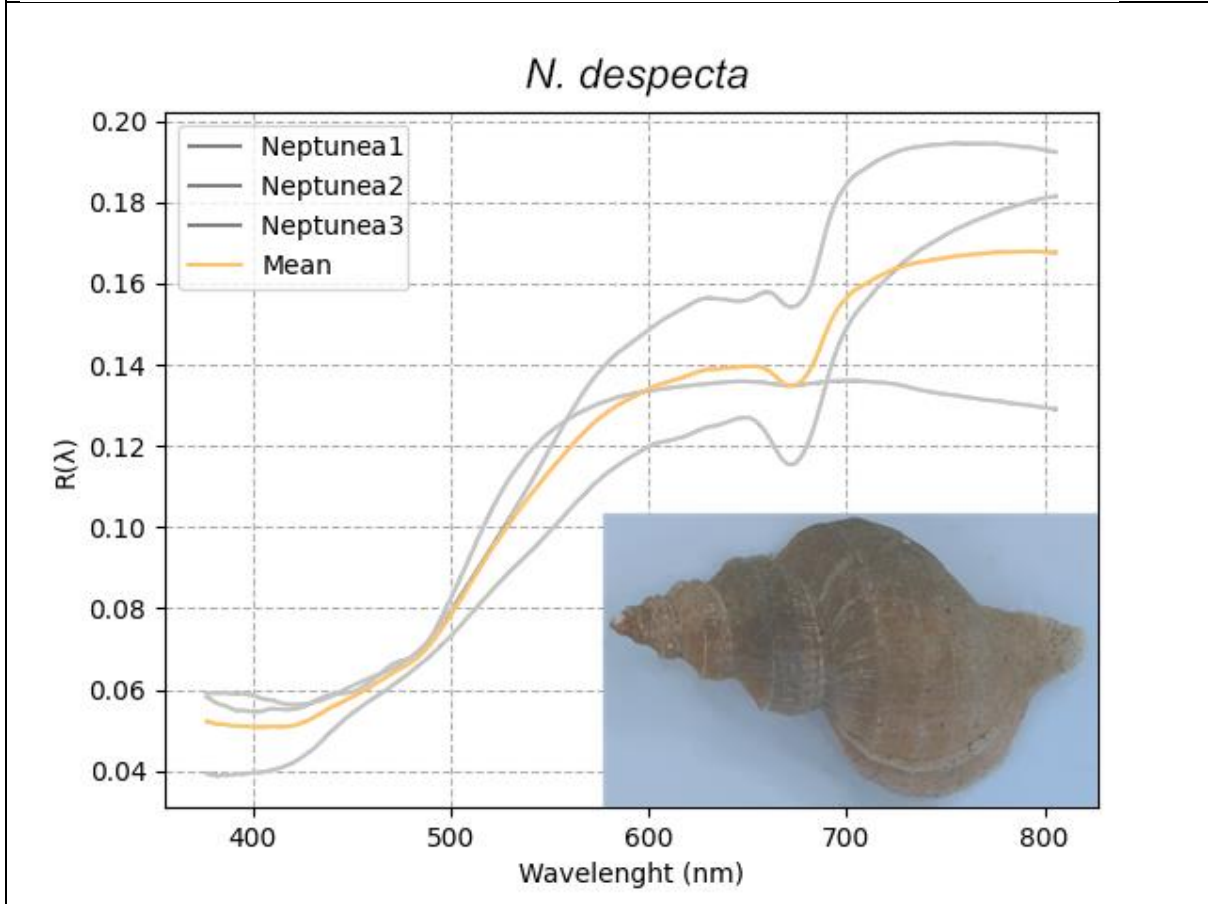 N. despecta
0.20
0.18
0.16
0.14
0.12
0.10
0.08
0.06
0.04
R(λ)
Neptunea1
Neptunea2
Neptunea3
Mean
400 500 600 700 800
Wavelenght (nm)